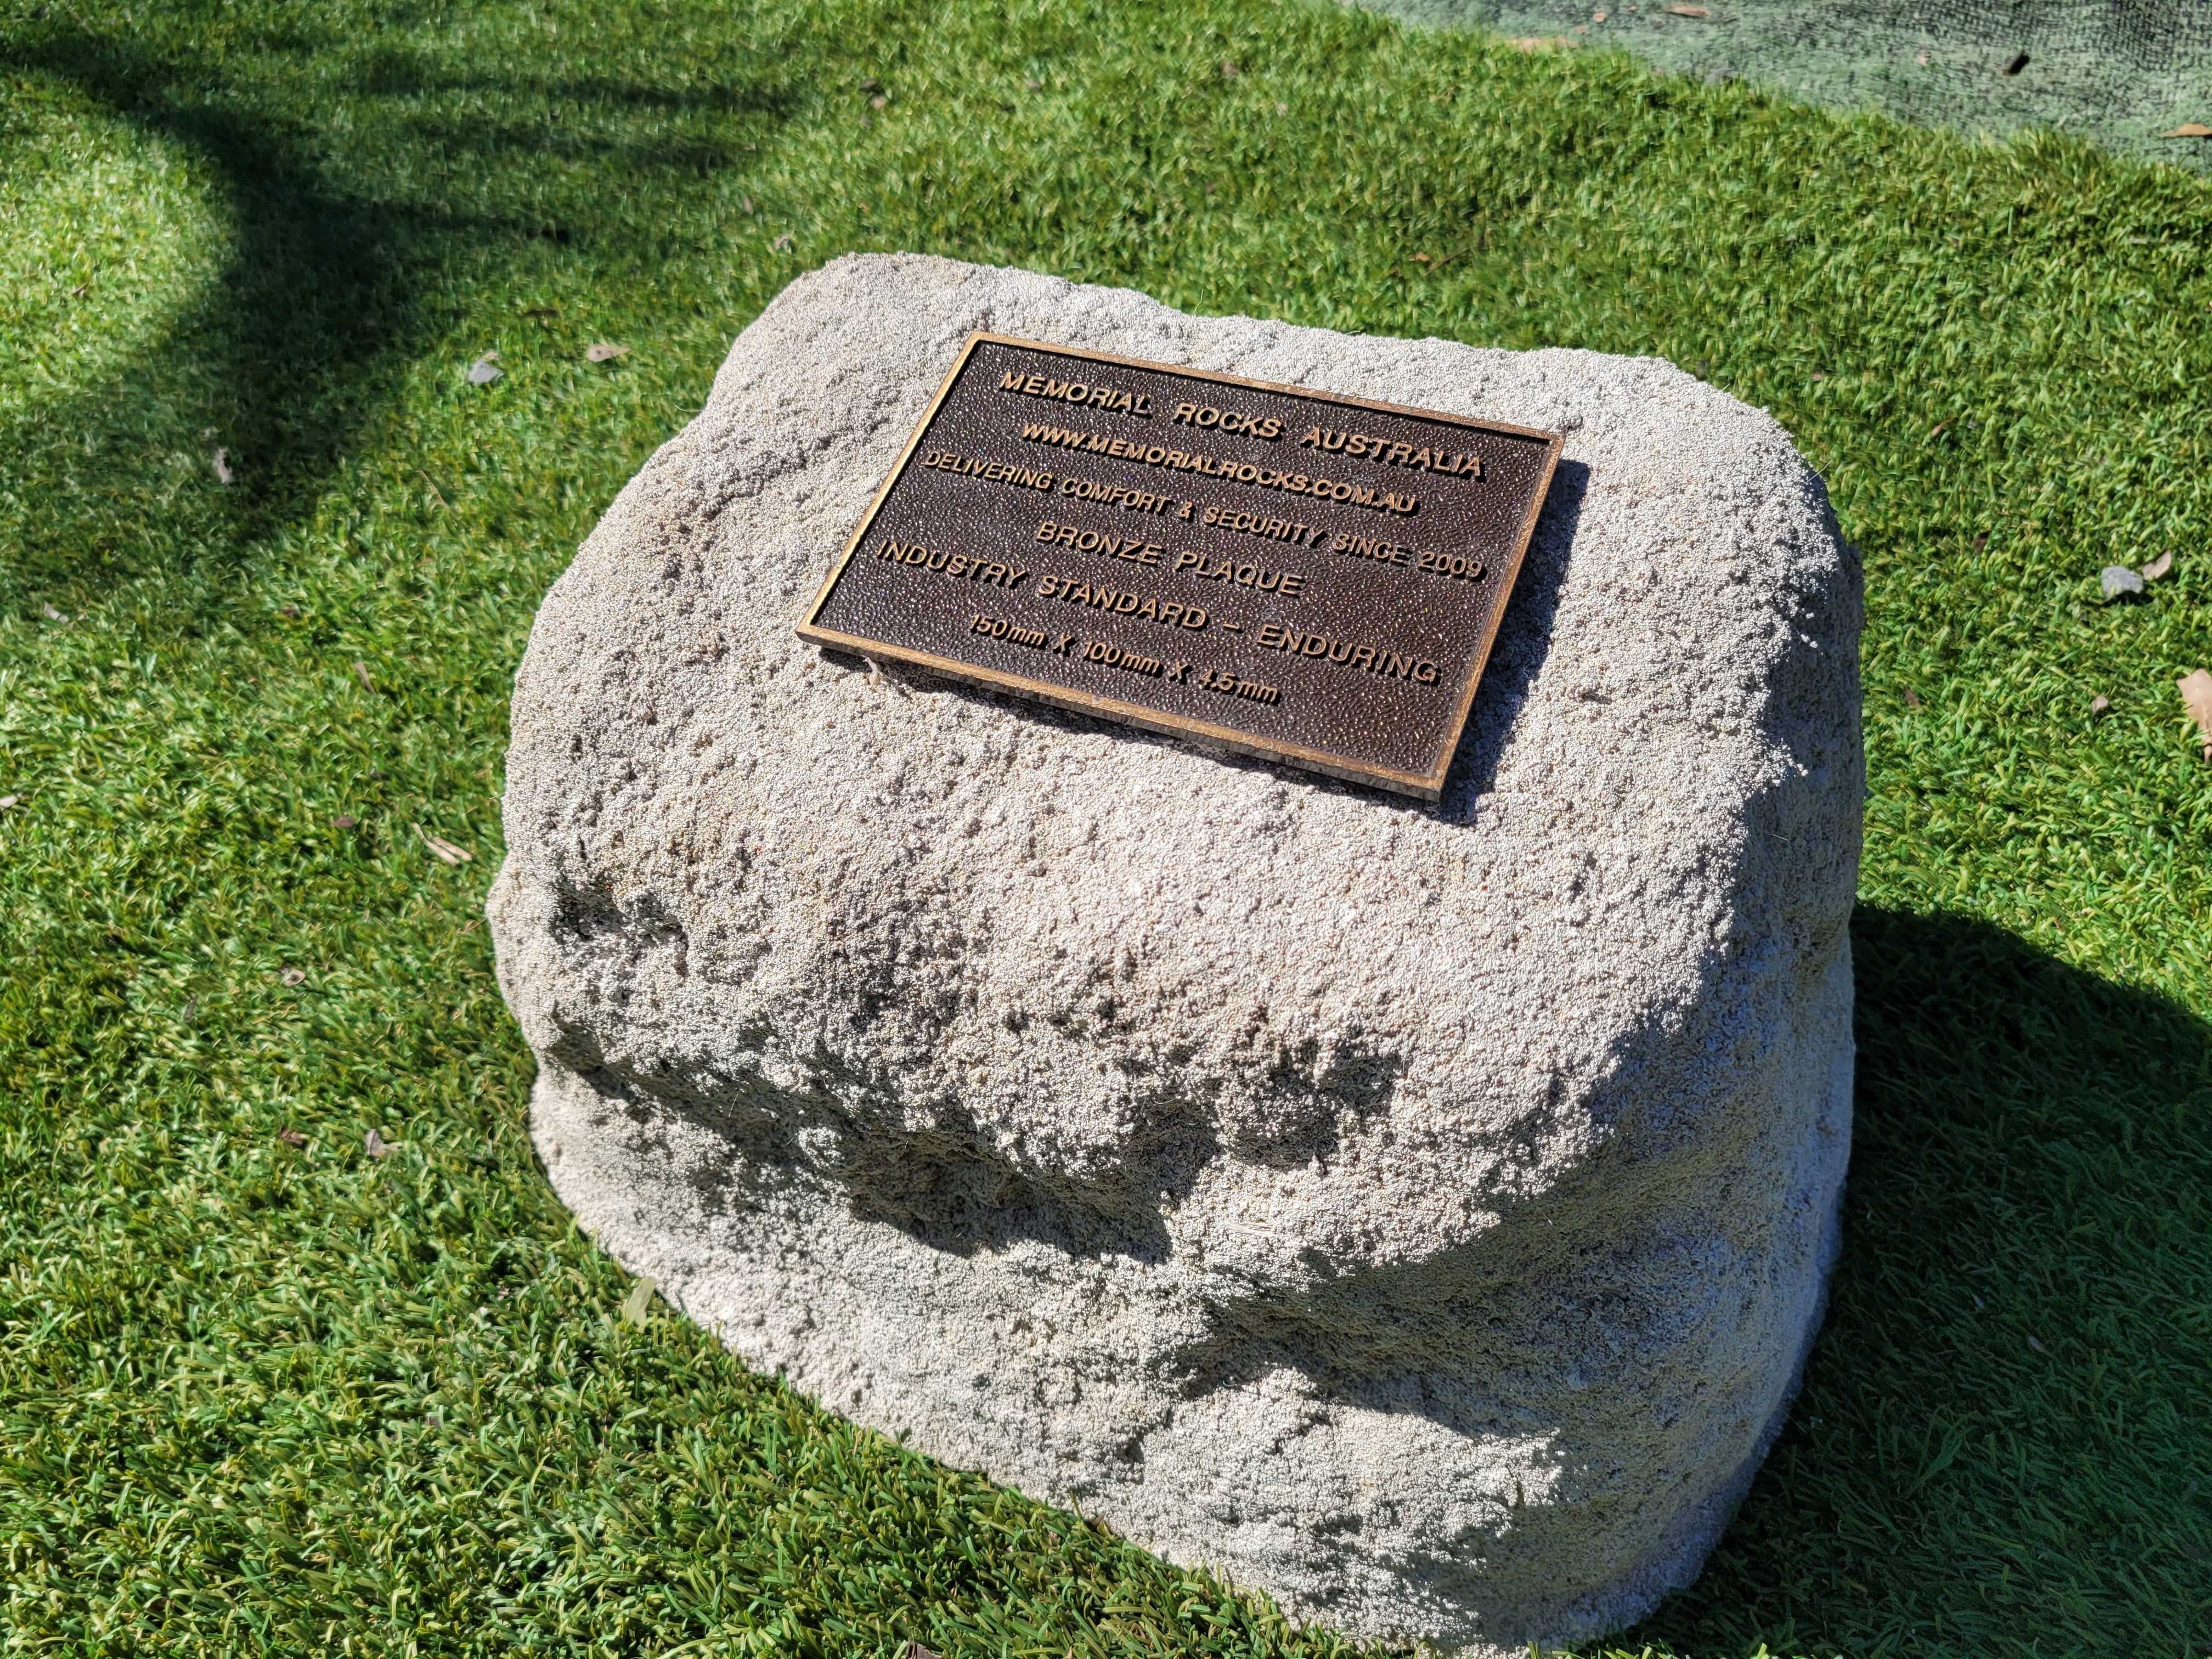 MEMORIAL ROCKS AUSTRALIA
WWW.MEMORIALROCKS.COM.AU
DELIVERING COMFORT & SECURITY SINCE 2009
BRONZE PLAQUE
INDUSTRY STANDARD - ENDURING
150mm X 100mm X 4.5mm